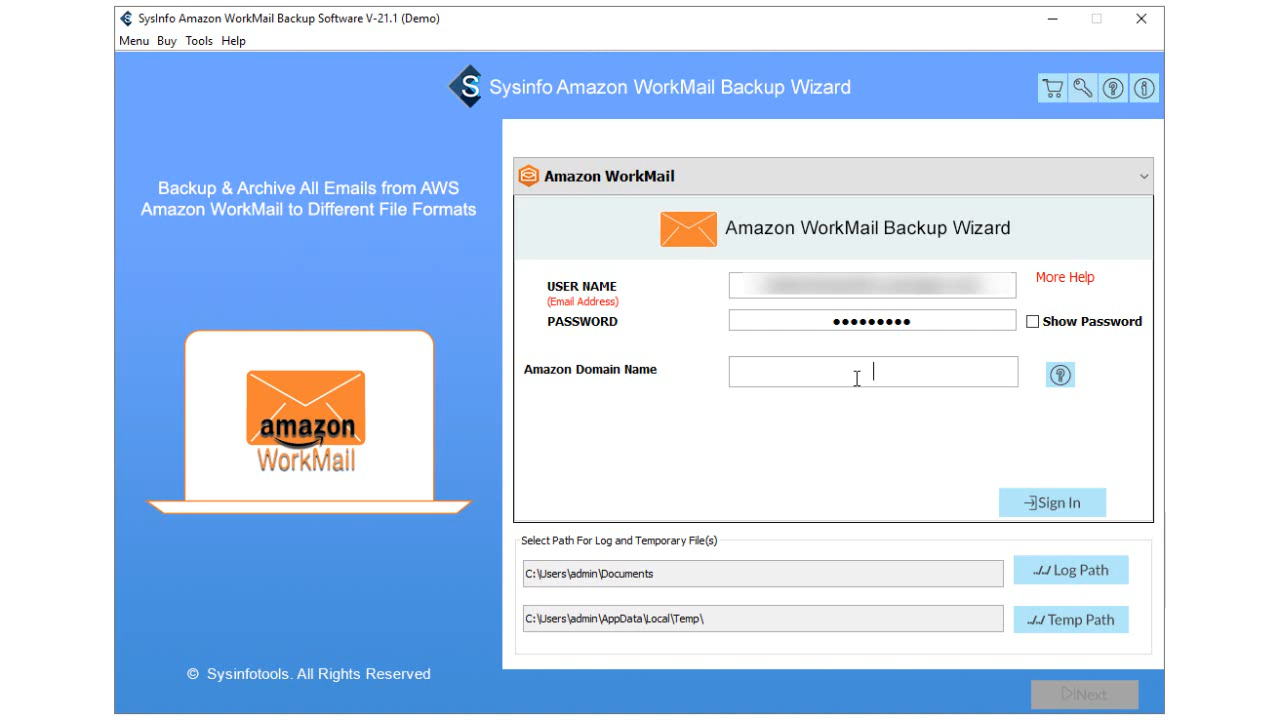 SysInfo Amazon WorkMail Backup Software V-21.1 (Demo)
Menu Buy Tools Help
S Sysinfo Amazon WorkMail Backup Wizard
Backup & Archive All Emails from AWS
Amazon WorkMail to Different File Formats
amazon
WorkMail
© Sysinfotools. All Rights Reserved
Amazon WorkMail
Amazon WorkMail Backup Wizard
USER NAME
(Email Address)
More Help
PASSWORD
Show Password
Amazon Domain Name
Sign In
Select Path For Log and Temporary File(s)
C:\Users\admin\Documents
../../ Log Path
C:\Users\admin\AppData\Local\Temp\
../../ Temp Path
Next